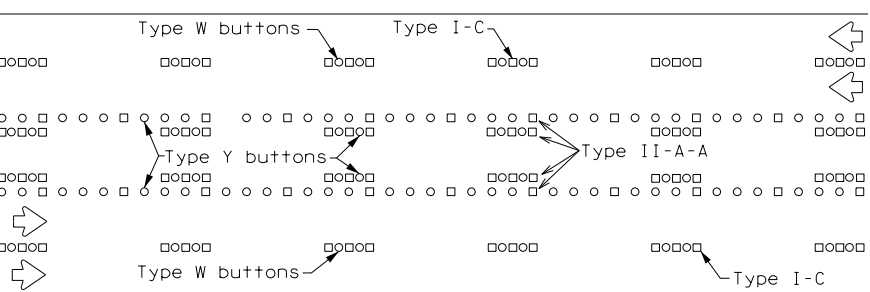 Type W buttons
Type I-C
Type Y buttons
Type II-A-A
Type W buttons
Type I-C